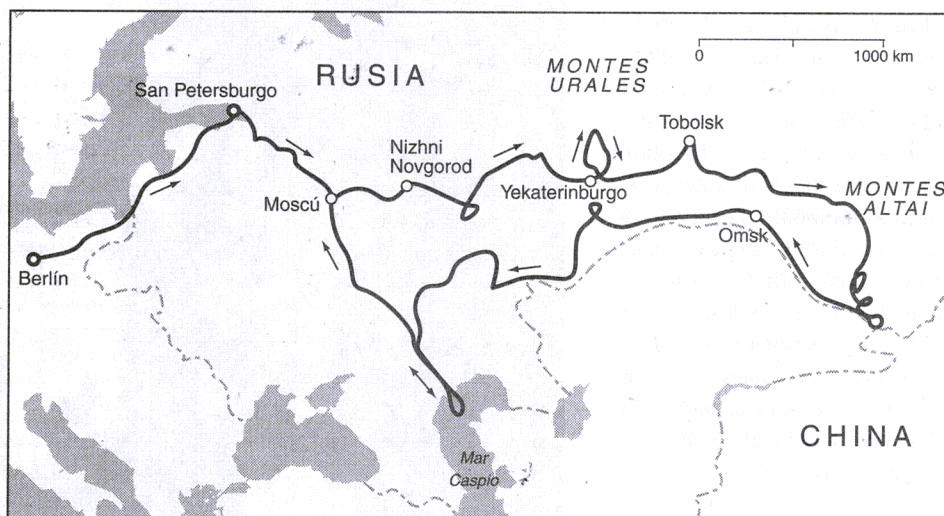 0
1000 km
RUSIA
MONTES
URALES
San Petersburgo
Tobolsk
Nizhni
Novgorod
Moscú
Yekaterinburgo
MONTES
ALTAI
Omsk
Berlín
CHINA
Mar
Caspio